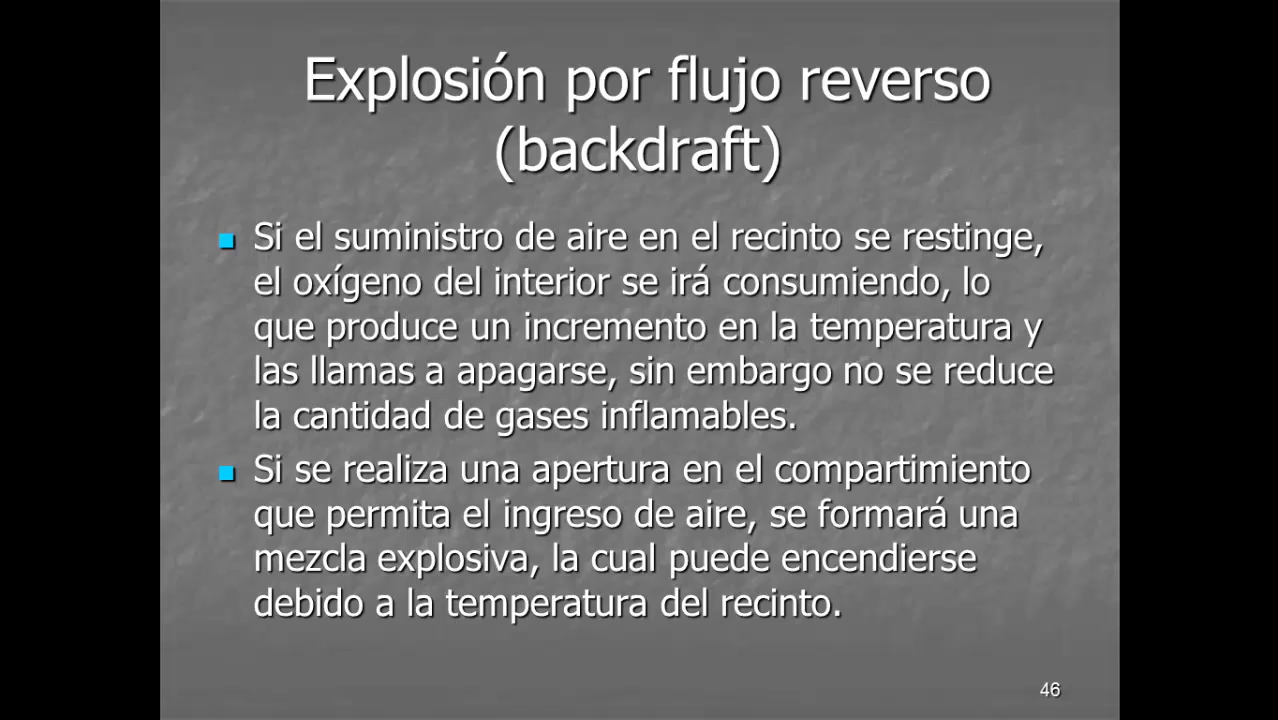 Explosión por flujo reverso
(backdraft)
Si el suministro de aire en el recinto se restinge,
el oxígeno del interior se irá consumiendo, lo
que produce un incremento en la temperatura y
las llamas a apagarse, sin embargo no se reduce
la cantidad de gases inflamables.
Si se realiza una apertura en el compartimiento
que permita el ingreso de aire, se formará una
mezcla explosiva, la cual puede encendierse
debido a la temperatura del recinto.
46